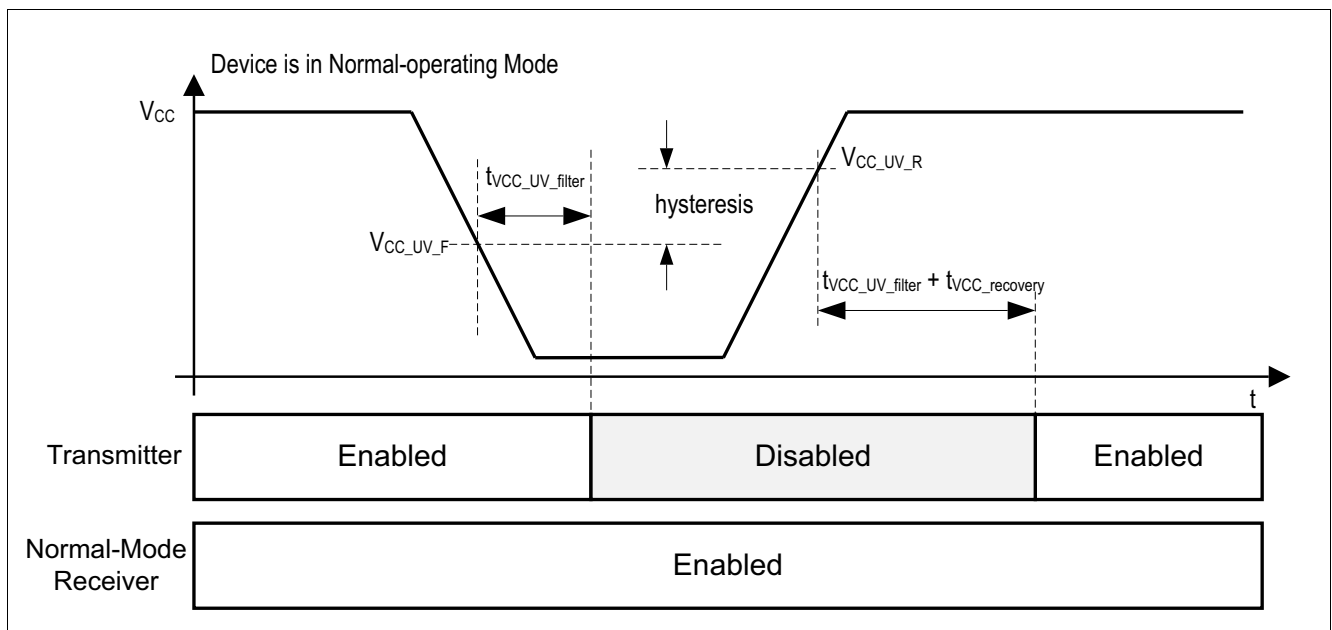 Device is in Normal-operating Mode
VCC
VCC_UV_R
tVCC_UV_filter
hysteresis
VCC_UV_F
tVCC_UV_filter + tVCC_recovery
t
Transmitter
Enabled
Disabled
Enabled
Normal-Mode
Receiver
Enabled